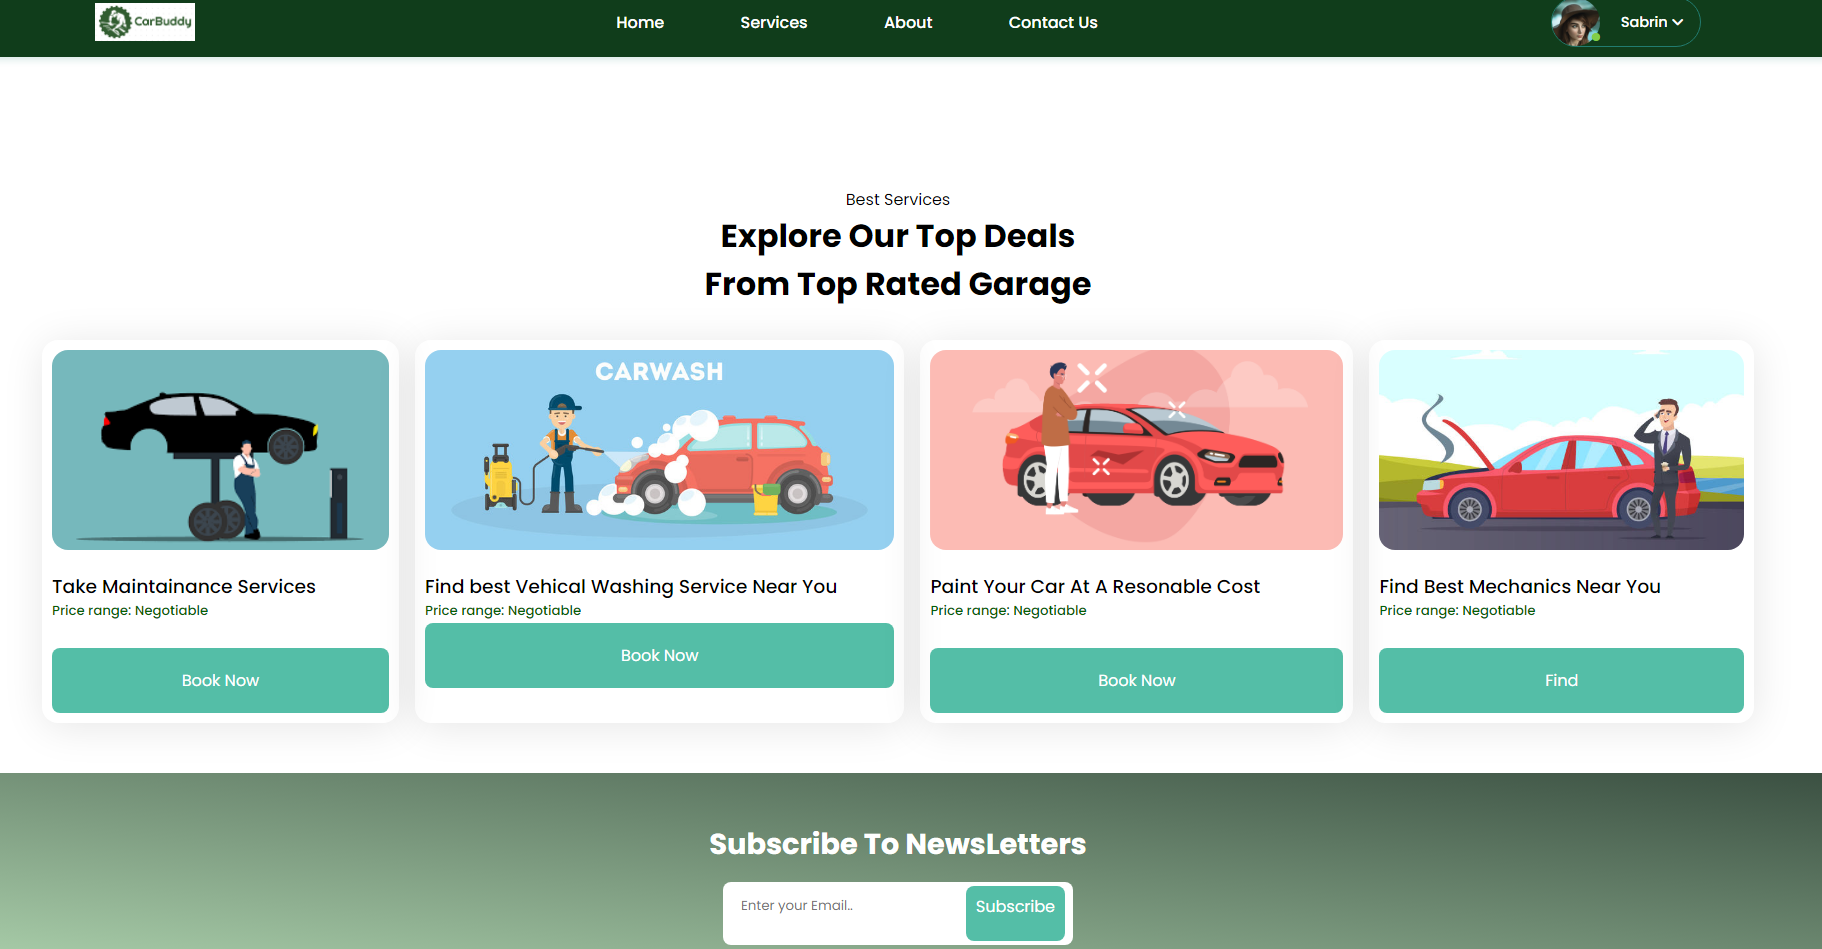 CarBuddy
Home
Services
About
Contact Us
Sabrin
Best Services
Explore Our Top Deals
From Top Rated Garage
Take Maintainance Services
Price range: Negotiable
Book Now
CARWASH
Find best Vehical Washing Service Near You
Price range: Negotiable
Book Now
Paint Your Car At A Resonable Cost
Price range: Negotiable
Book Now
Find Best Mechanics Near You
Price range: Negotiable
Find
Subscribe To NewsLetters
Enter your Email..
Subscribe